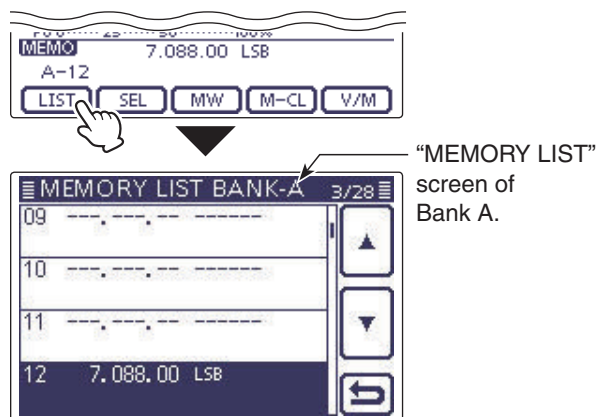 MEMO 7.088.00 LSB
A-12
LIST SEL MW M-CL V/M
MEMORY LIST BANK-A 3/28
09 ---.---.-- ------
10 ---.---.-- ------
11 ---.---.-- ------
12 7.088.00 LSB
“MEMORY LIST”
screen of
Bank A.